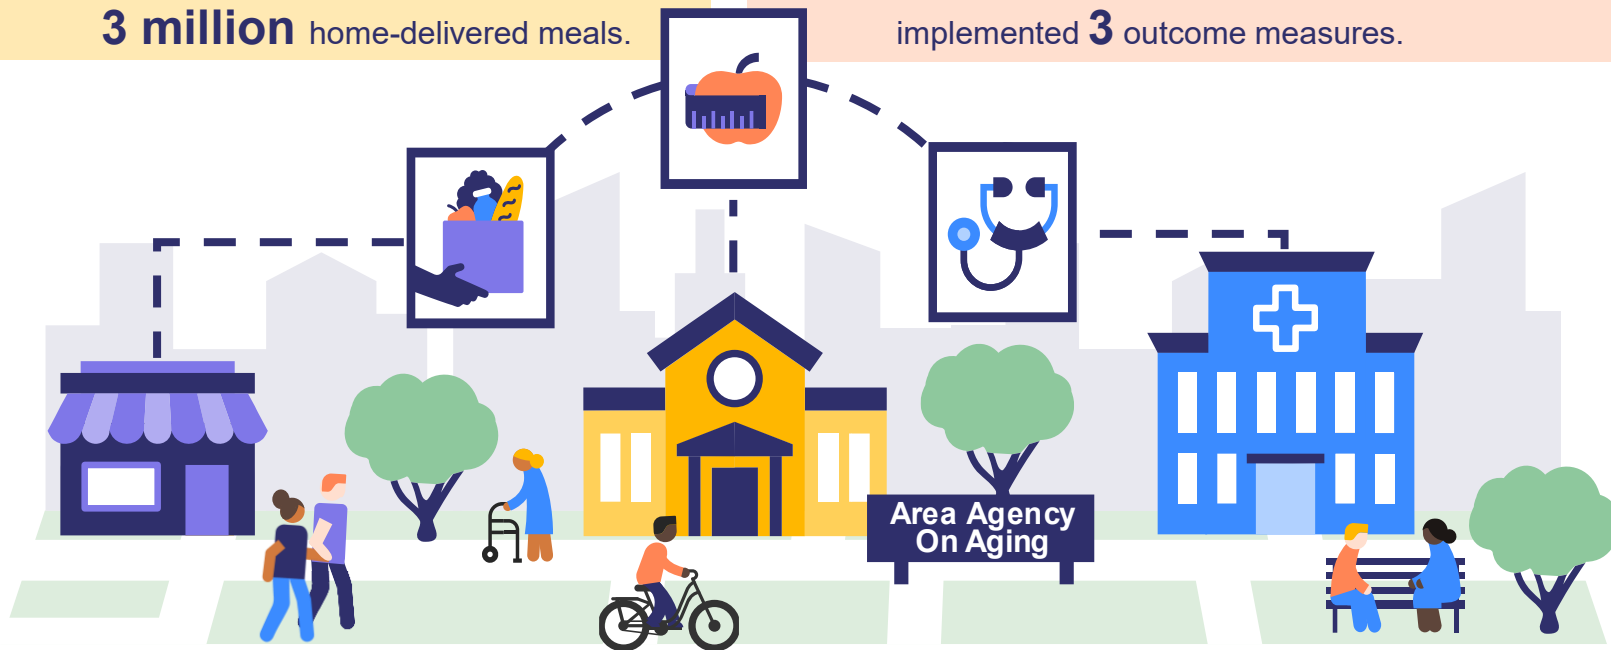 3 million home-delivered meals.
implemented 3 outcome measures.
Area Agency
On Aging